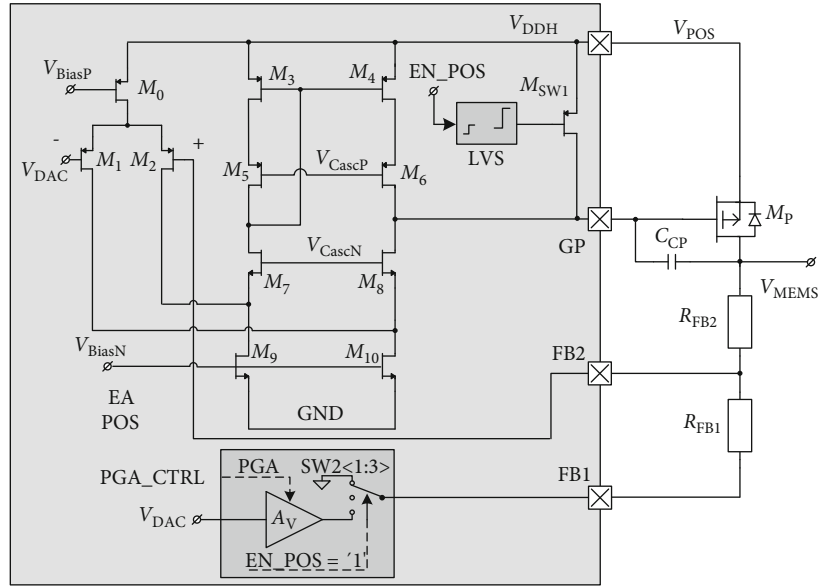 V_DDH
V_POS
V_BiasP
M_0
M_3
M_4
EN_POS
M_SW1
LVS
-
+
V_DAC
M_1
M_2
M_5
V_CascP
M_6
M_P
GP
C_CP
V_MEMS
V_CascN
M_7
M_8
R_FB2
V_BiasN
M_9
M_10
FB2
EA
POS
GND
R_FB1
PGA_CTRL
PGA
SW2<1:3>
FB1
V_DAC
A_V
EN_POS = ′1′